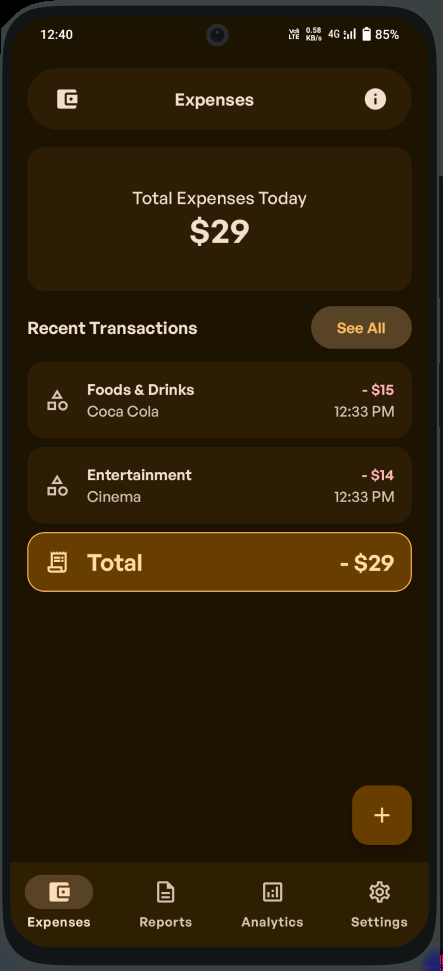 12:40 Vo) LTE 0.58 KB/s 4G 85%
Expenses
Total Expenses Today
$29
Recent Transactions See All
Foods & Drinks - $15
Coca Cola 12:33 PM
Entertainment - $14
Cinema 12:33 PM
Total - $29
+
Expenses Reports Analytics Settings